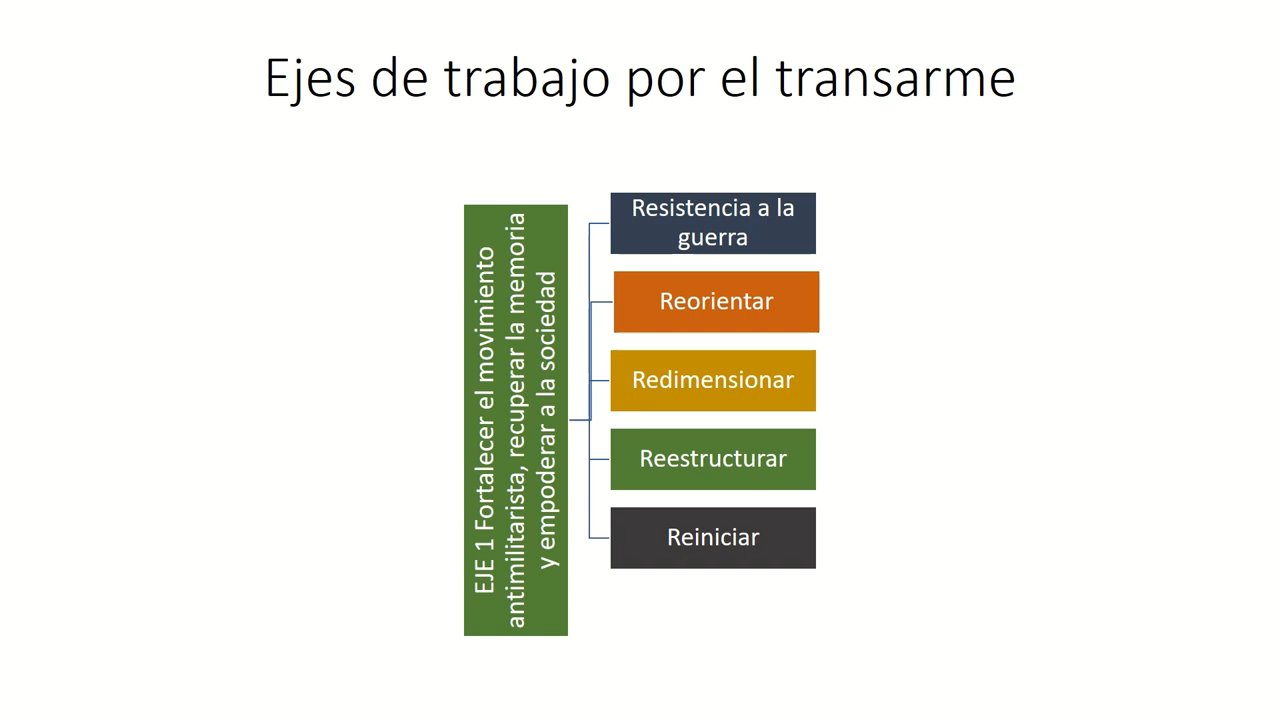 Ejes de trabajo por el transarme
EJE 1 Fortalecer el movimiento
antimilitarista, recuperar la memoria
y empoderar a la sociedad
Resistencia a la
guerra
Reorientar
Redimensionar
Reestructurar
Reiniciar